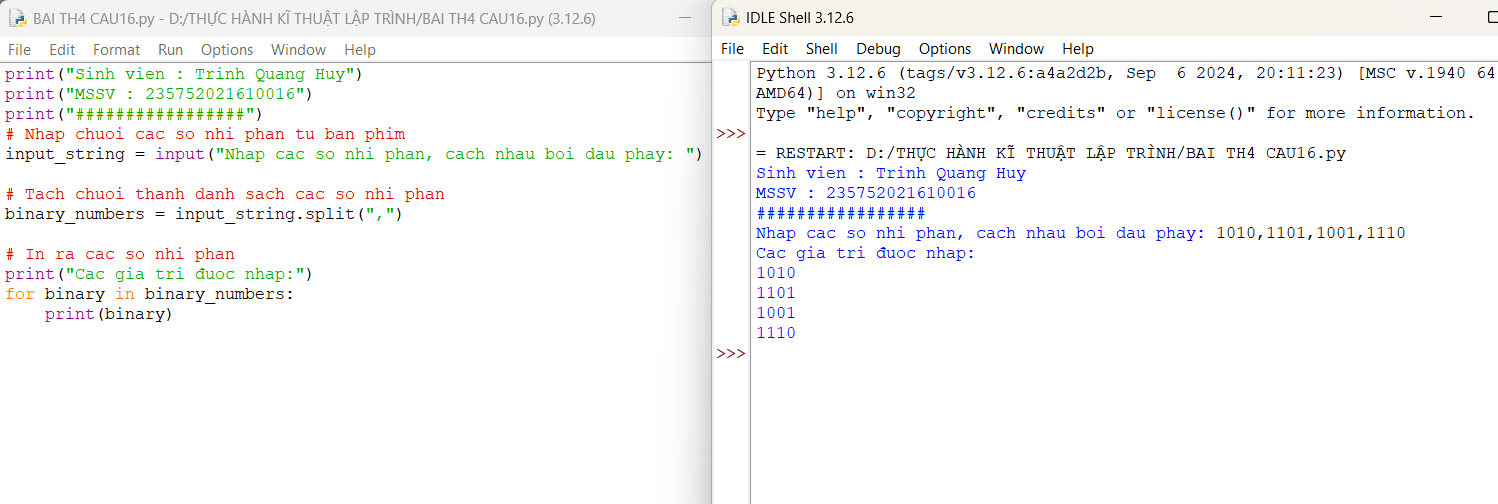 BAI TH4 CAU16.py - D:/THỰC HÀNH KĨ THUẬT LẬP TRÌNH/BAI TH4 CAU16.py (3.12.6)
File Edit Format Run Options Window Help
print("Sinh vien : Trinh Quang Huy")
print("MSSV : 235752021610016")
print("#################")
# Nhap chuoi cac so nhi phan tu ban phim
input_string = input("Nhap cac so nhi phan, cach nhau boi dau phay: ")
# Tach chuoi thanh danh sach cac so nhi phan
binary_numbers = input_string.split(",")
# In ra cac so nhi phan
print("Cac gia tri đuoc nhap:")
for binary in binary_numbers:
    print(binary)
IDLE Shell 3.12.6
File Edit Shell Debug Options Window Help
Python 3.12.6 (tags/v3.12.6:a4a2d2b, Sep  6 2024, 20:11:23) [MSC v.1940 64
AMD64)] on win32
Type "help", "copyright", "credits" or "license()" for more information.
>>>
= RESTART: D:/THỰC HÀNH KĨ THUẬT LẬP TRÌNH/BAI TH4 CAU16.py
Sinh vien : Trinh Quang Huy
MSSV : 235752021610016
#################
Nhap cac so nhi phan, cach nhau boi dau phay: 1010,1101,1001,1110
Cac gia tri đuoc nhap:
1010
1101
1001
1110
>>>